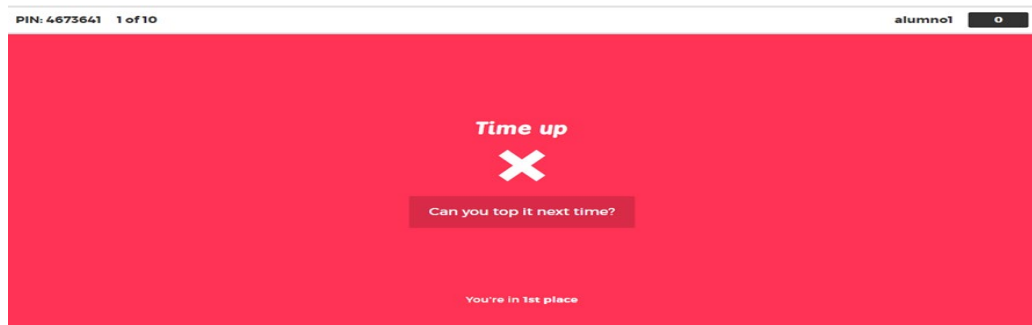 PIN: 4673641 1 of 10 alumno1 0
Time up
Can you top it next time?
You're in 1st place